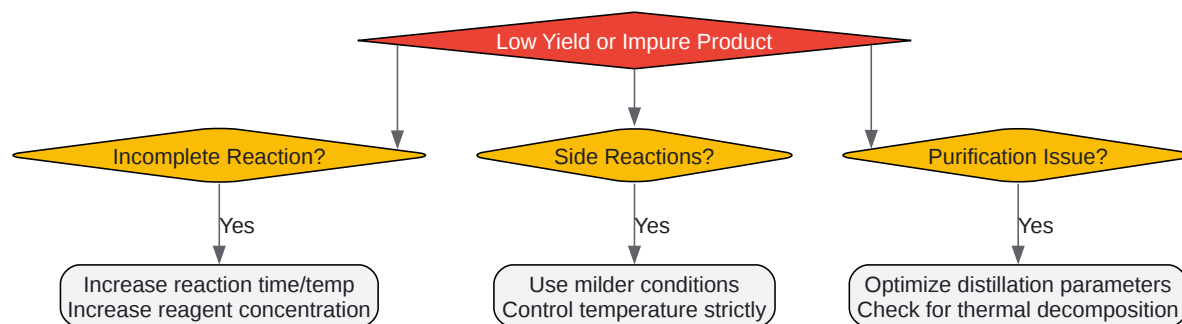 Low Yield or Impure Product
Incomplete Reaction?
Side Reactions?
Purification Issue?
Yes
Yes
Yes
Increase reaction time/temp
Increase reagent concentration
Use milder conditions
Control temperature strictly
Optimize distillation parameters
Check for thermal decomposition